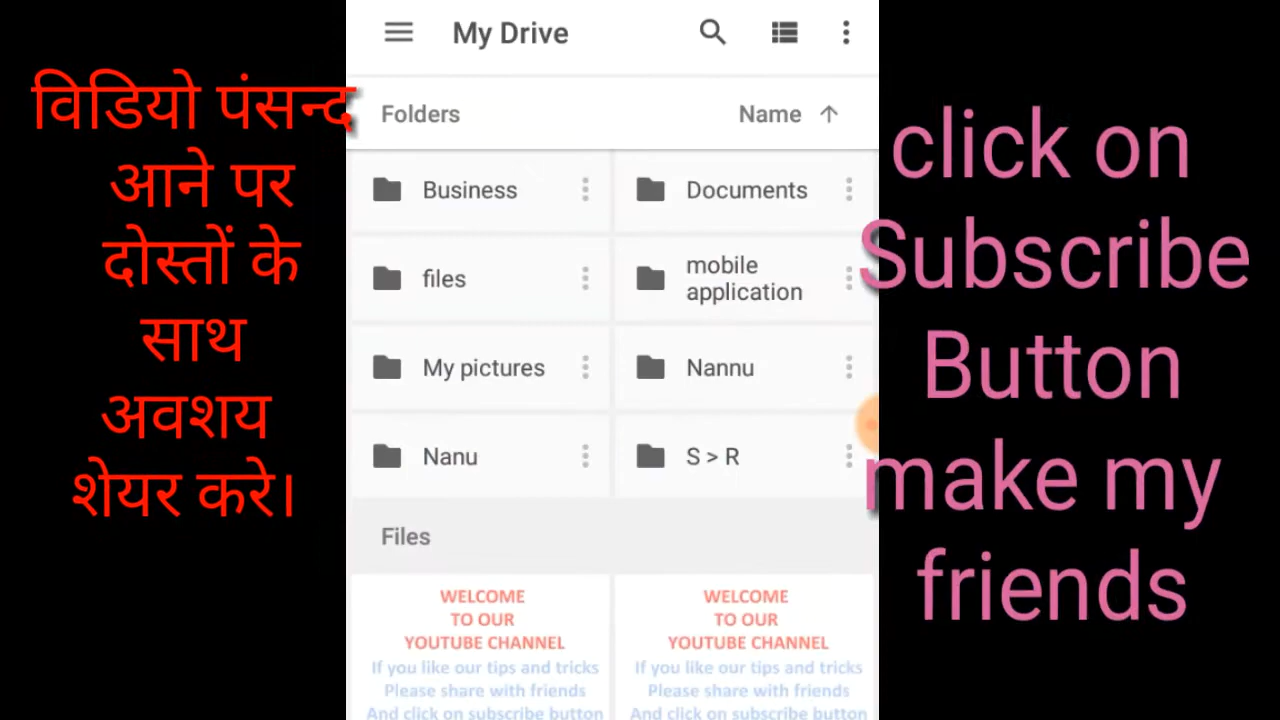 विडियो पंसन्द
आने पर
दोस्तों के
साथ
अवशय
शेयर करे।
My Drive
Folders
Name
Business
Documents
files
mobile
application
My pictures
Nannu
Nanu
S > R
Files
WELCOME
TO OUR
YOUTUBE CHANNEL
If you like our tips and tricks
Please share with friends
And click on subscribe button
WELCOME
TO OUR
YOUTUBE CHANNEL
If you like our tips and tricks
Please share with friends
And click on subscribe button
click on
Subscribe
Button
make my
friends